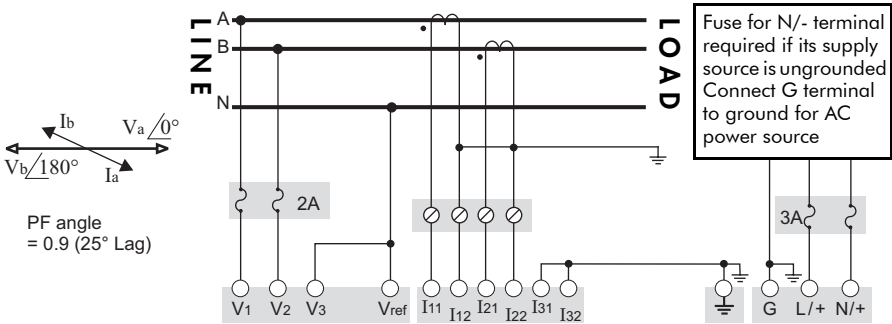 A
B
N
LINE
LOAD
Fuse for N/- terminal
required if its supply
source is ungrounded
Connect G terminal
to ground for AC
power source
Ib
Va /0°
Vb/180°
Ia
PF angle
= 0.9 (25° Lag)
2A
3A
V1
V2
V3
Vref
I11
I12
I21
I22
I31
I32
G
L/+
N/+